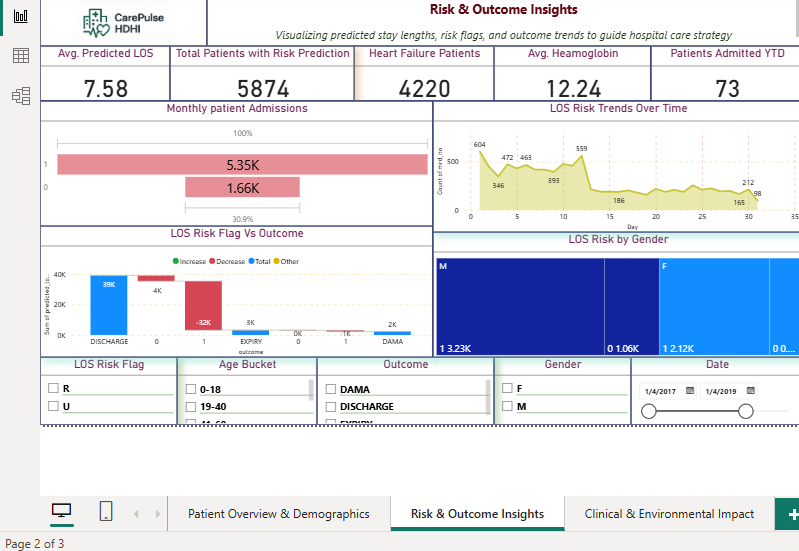 CarePulse
HDHI
Risk & Outcome Insights
Visualizing predicted stay lengths, risk flags, and outcome trends to guide hospital care strategy
Avg. Predicted LOS
7.58
Total Patients with Risk Prediction
5874
Heart Failure Patients
4220
Avg. Heamoglobin
12.24
Patients Admitted YTD
73
Monthly patient Admissions
100%
1
5.35K
0
1.66K
30.9%
LOS Risk Trends Over Time
Count of mrd_no
500
0
604
346
472
463
393
559
186
165
212
98
0 5 10 15 20 25 30 35
Day
LOS Risk Flag Vs Outcome
Increase Decrease Total Other
Sum of predicted_lo...
40K
20K
0K
39K
-4K
-32K
3K
0K
1K
2K
DISCHARGE 0 1 EXPIRY 0 1 DAMA
outcome
LOS Risk by Gender
M
1 3.23K
0 1.06K
F
1 2.12K
0 0....
LOS Risk Flag
R
U
Age Bucket
0-18
19-40
41-60
Outcome
DAMA
DISCHARGE
EXPIRY
Gender
F
M
Date
1/4/2017
1/4/2019
Patient Overview & Demographics
Risk & Outcome Insights
Clinical & Environmental Impact
+
Page 2 of 3